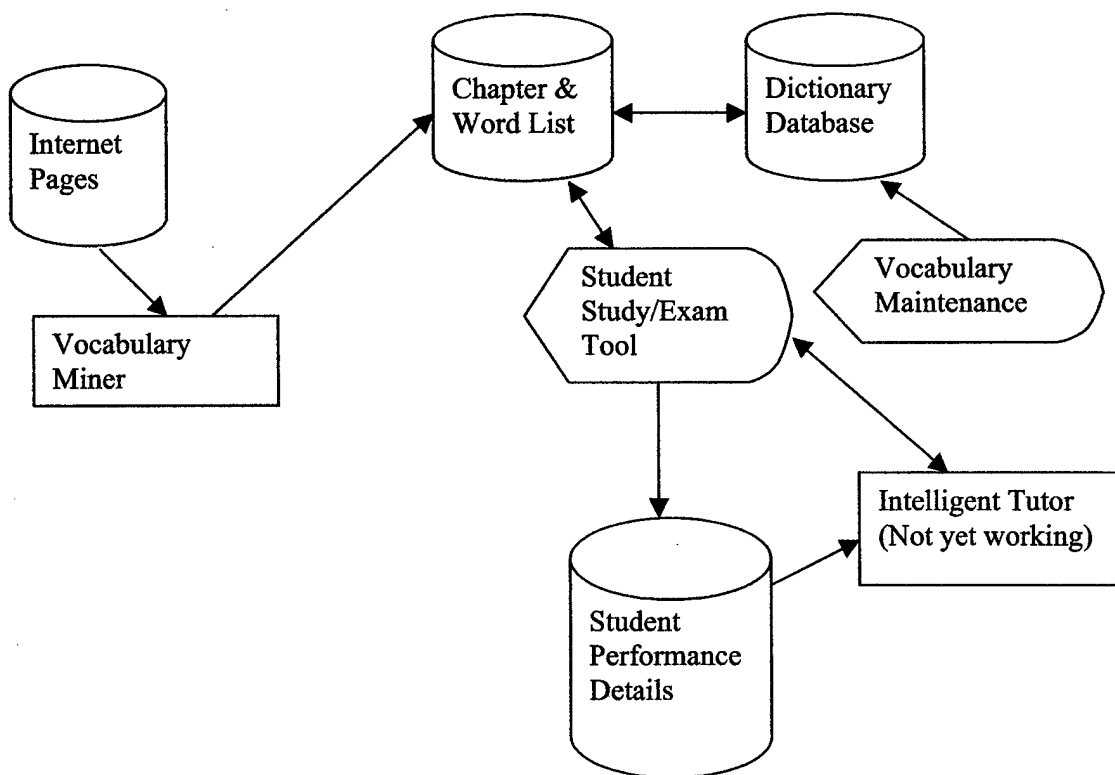 Chapter &
Word List
Dictionary
Database
Internet
Pages
Student
Study/Exam
Tool
Vocabulary
Maintenance
Vocabulary
Miner
Intelligent Tutor
(Not yet working)
Student
Performance
Details